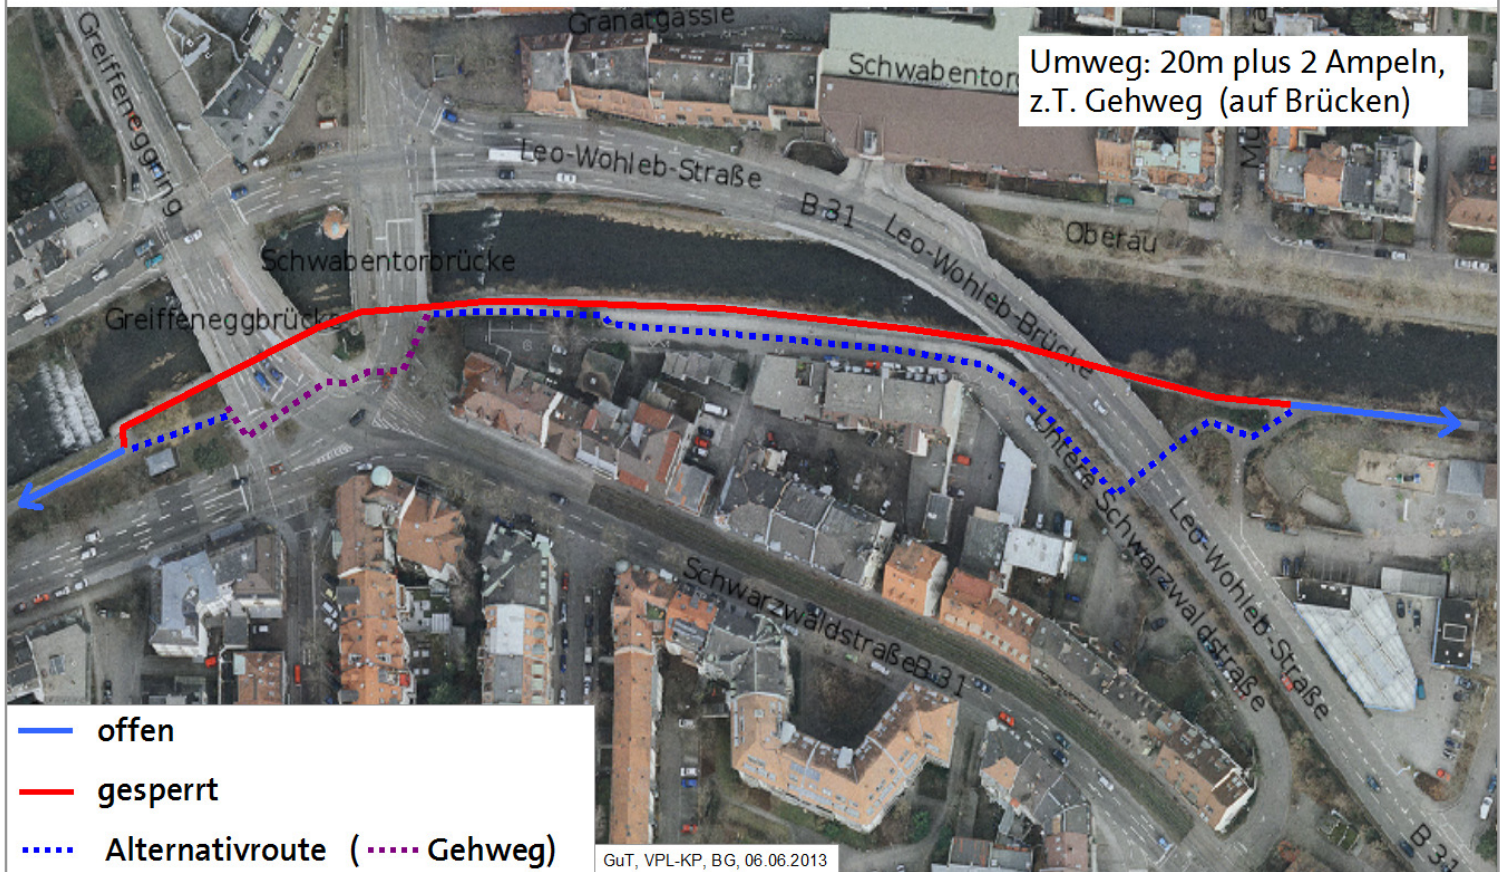 Granatgässle
Greiffeneggring
Schwabentor
Umweg: 20m plus 2 Ampeln,
z.T. Gehweg (auf Brücken)
Leo-Wohleb-Straße
B 31
Leo-Wohleb-Brücke
Oberau
Schwabentorbrücke
Greiffeneggbrücke
Untere Schwarzwaldstraße
Leo-Wohleb-Straße
Schwarzwaldstraße
B 31
B 31
offen
gesperrt
Alternativroute ( Gehweg)
GuT, VPL-KP, BG, 06.06.2013